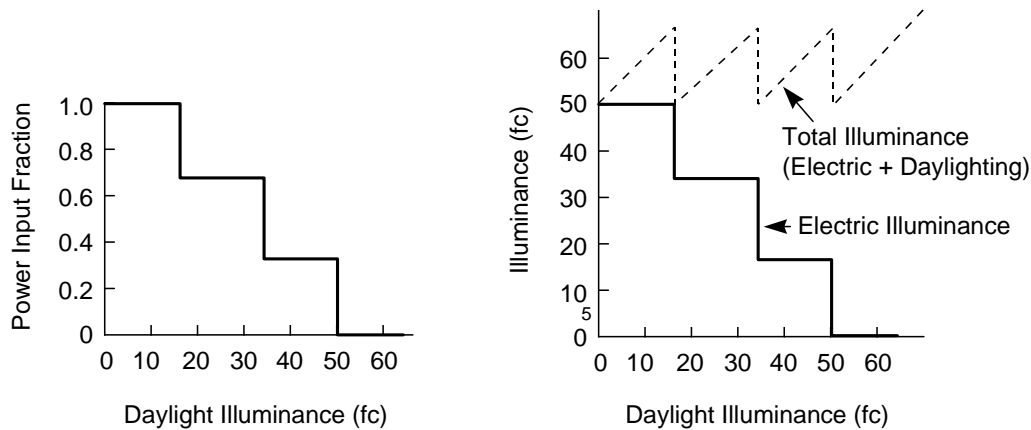 Power Input Fraction
1.0
0.8
0.6
0.4
0.2
0
0 10 20 30 40 50 60
Daylight Illuminance (fc)
Illuminance (fc)
60
50
40
30
20
10
5
0
0 10 20 30 40 50 60
Daylight Illuminance (fc)
Total Illuminance
(Electric + Daylighting)
Electric Illuminance